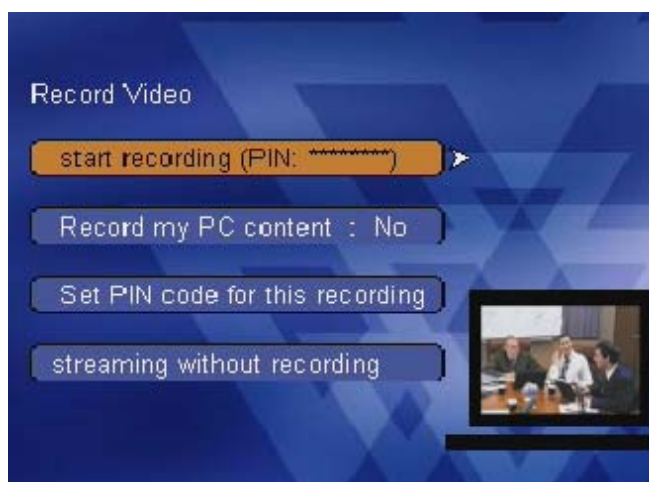 Record Video
start recording (PIN: ********)
Record my PC content : No
Set PIN code for this recording
streaming without recording